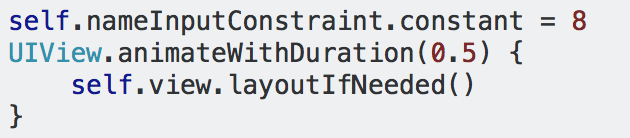 self.nameInputConstraint.constant = 8
UIView.animateWithDuration(0.5) {
    self.view.layoutIfNeeded()
}